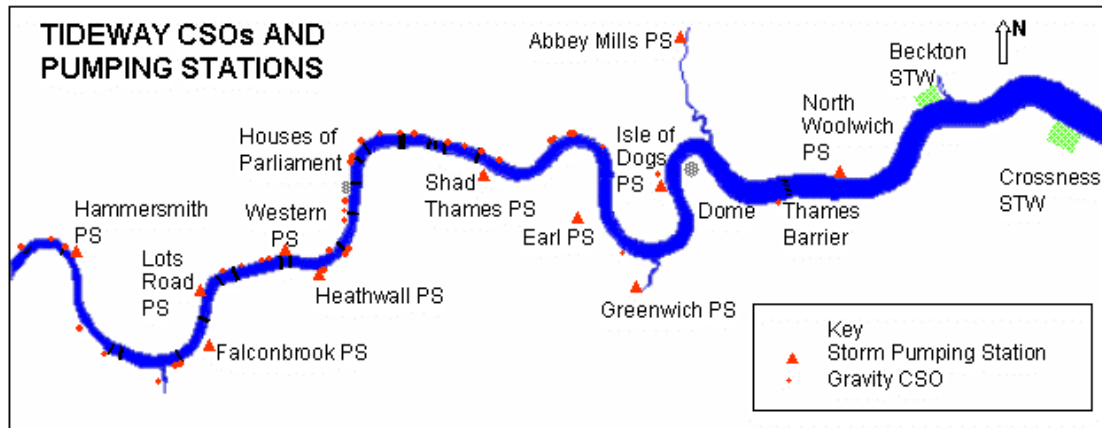 TIDEWAY CSOs AND
PUMPING STATIONS
Abbey Mills PS
N
Beckton
STW
North
Woolwich
PS
Houses of
Parliament
Isle of
Dogs
PS
Shad
Thames PS
Crossness
STW
Hammersmith
PS
Western
PS
Dome
Thames
Barrier
Earl PS
Lots
Road
PS
Heathwall PS
Greenwich PS
Falconbrook PS
Key
Storm Pumping Station
Gravity CSO